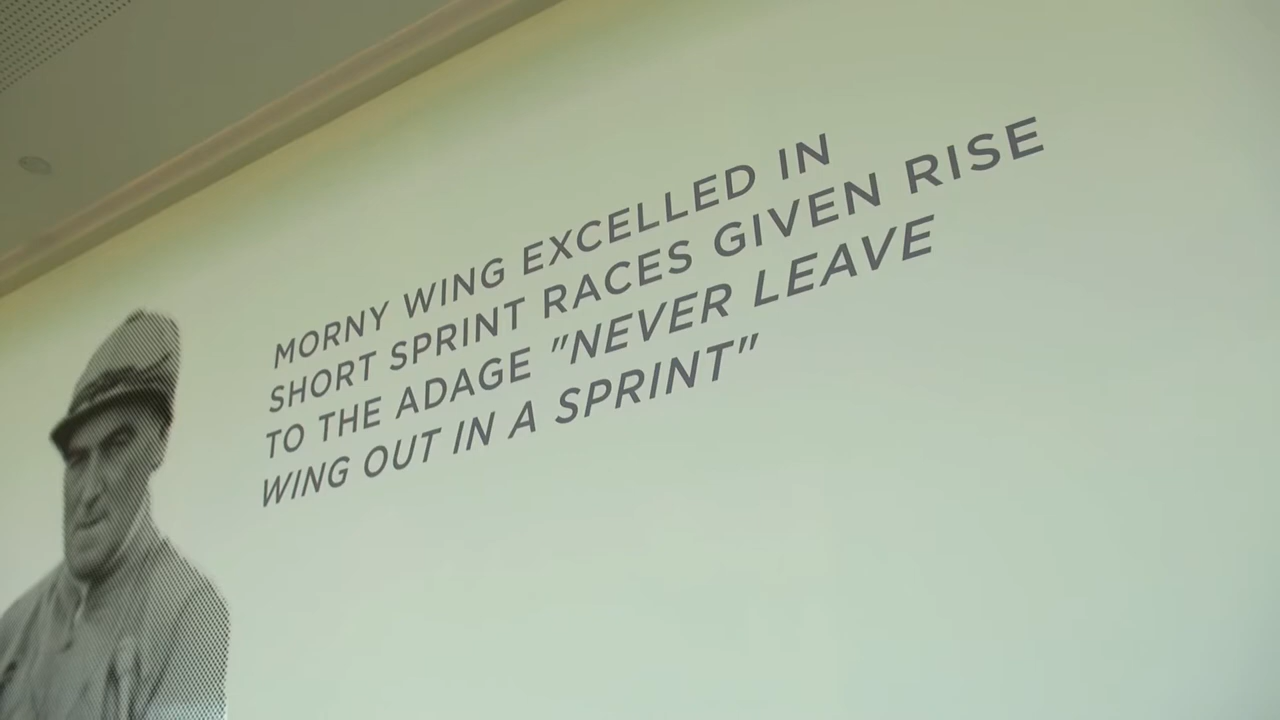 MORNY WING EXCELLED IN
SHORT SPRINT RACES GIVEN RISE
TO THE ADAGE "NEVER LEAVE
WING OUT IN A SPRINT"